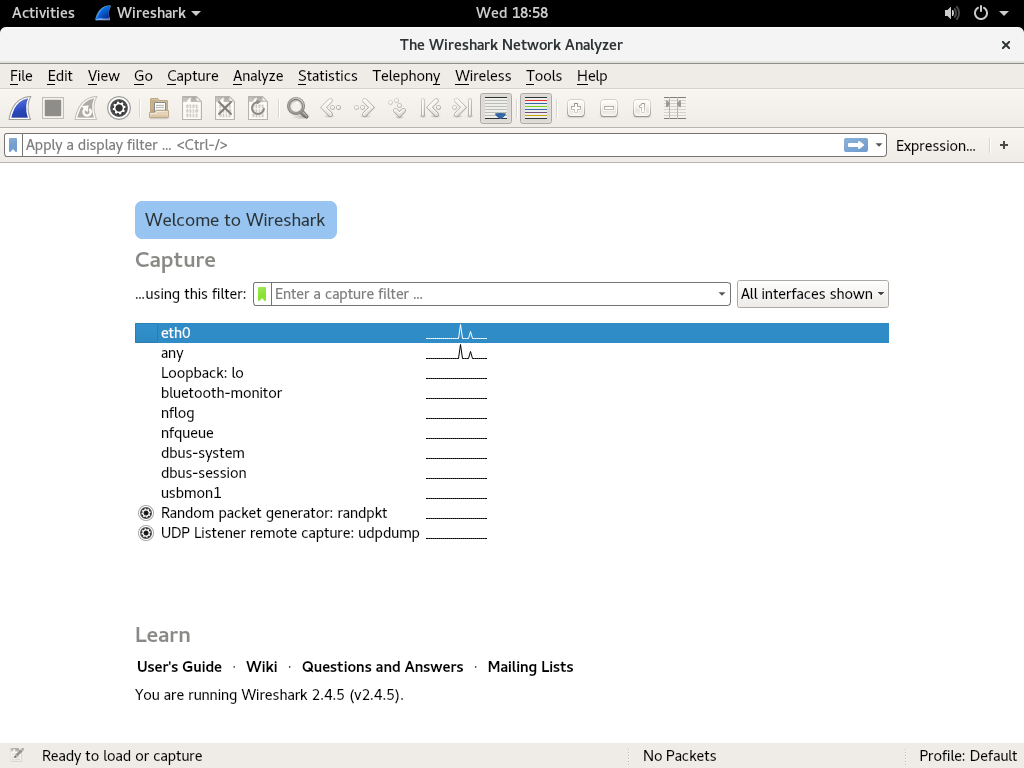 Activities Wireshark Wed 18:58
The Wireshark Network Analyzer
File Edit View Go Capture Analyze Statistics Telephony Wireless Tools Help
Apply a display filter ... <Ctrl-/> Expression... +
Welcome to Wireshark
Capture
...using this filter: Enter a capture filter ... All interfaces shown
eth0
any
Loopback: lo
bluetooth-monitor
nflog
nfqueue
dbus-system
dbus-session
usbmon1
Random packet generator: randpkt
UDP Listener remote capture: udpdump
Learn
User's Guide · Wiki · Questions and Answers · Mailing Lists
You are running Wireshark 2.4.5 (v2.4.5).
Ready to load or capture No Packets Profile: Default